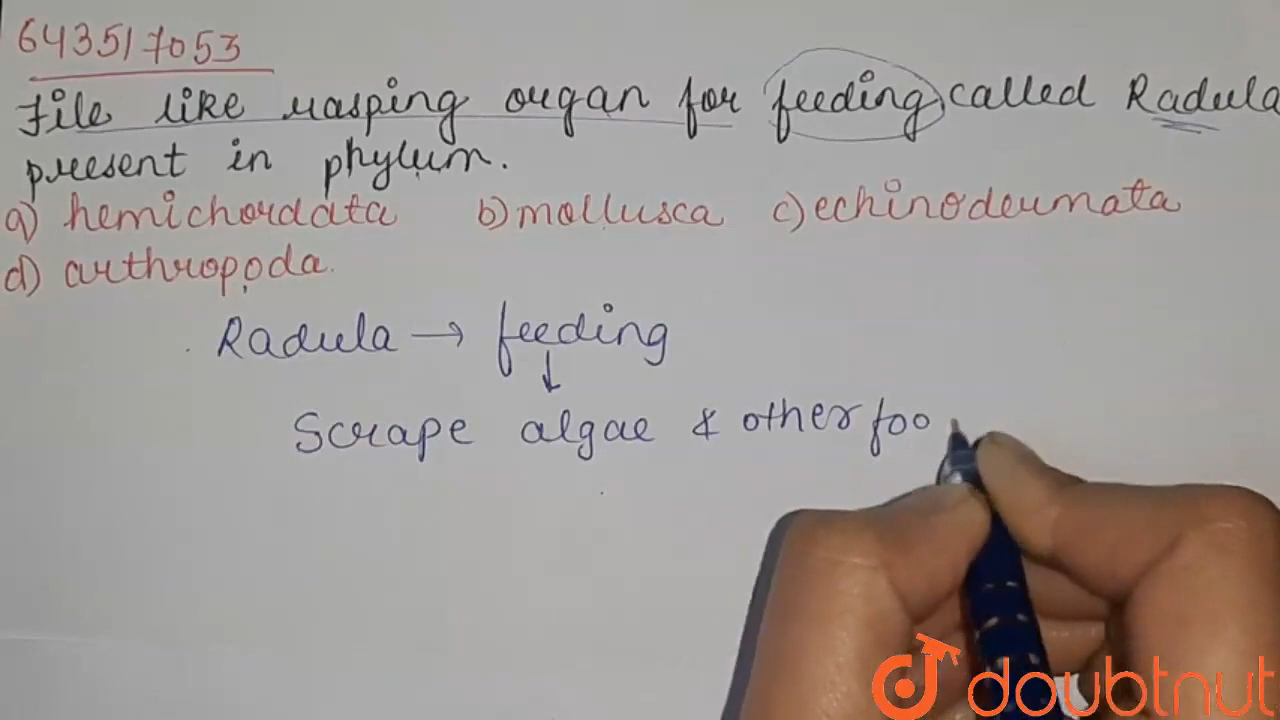 643517053
File like rasping organ for feeding called Radula
present in phylum.
a) hemichordata b) mollusca c) echinodermata
d) arthropoda.
Radula → feeding
↓
Scrape algae & other foo
doubtnut